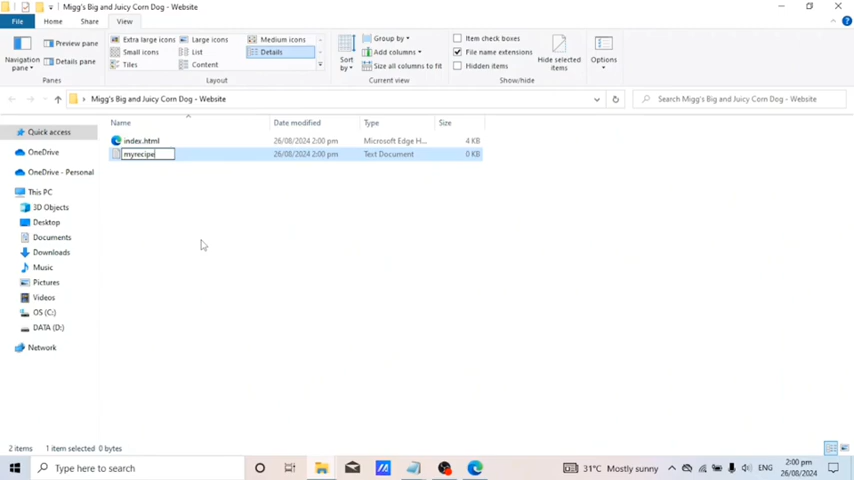 Migg's Big and Juicy Corn Dog - Website
File Home Share View
Navigation pane
Preview pane
Details pane
Panes
Extra large icons Large icons Medium icons
Small icons List Details
Tiles Content
Layout
Sort by
Group by
Add columns
Size all columns to fit
Current view
Item check boxes
File name extensions
Hidden items
Hide selected items
Show/hide
Options
Migg's Big and Juicy Corn Dog - Website
Search Migg's Big and Juicy Corn Dog - Website
Name Date modified Type Size
index.html 26/08/2024 2:00 pm Microsoft Edge H... 4 KB
myrecipe 26/08/2024 2:00 pm Text Document 0 KB
Quick access
OneDrive
OneDrive - Personal
This PC
3D Objects
Desktop
Documents
Downloads
Music
Pictures
Videos
OS (C:)
DATA (D:)
Network
2 items 1 item selected 0 bytes
Type here to search
31°C Mostly sunny
ENG
2:00 pm
26/08/2024